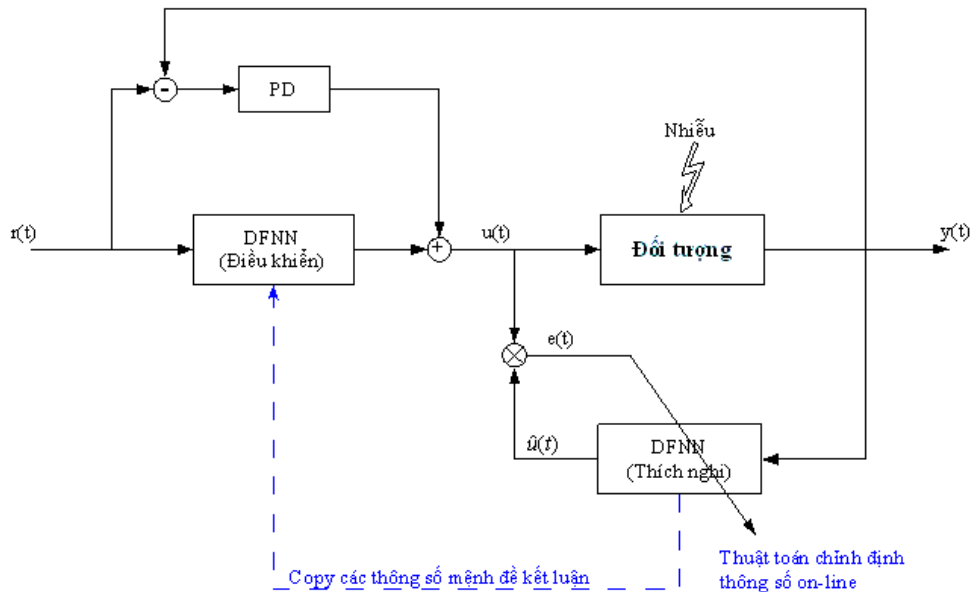 -
PD
Nhiễu
r(t)
DFNN
(Điều khiển)
+
u(t)
Đối tượng
y(t)
e(t)
û(t)
DFNN
(Thích nghi)
Thuật toán chỉnh định
thông số on-line
Copy các thông số mệnh đề kết luận